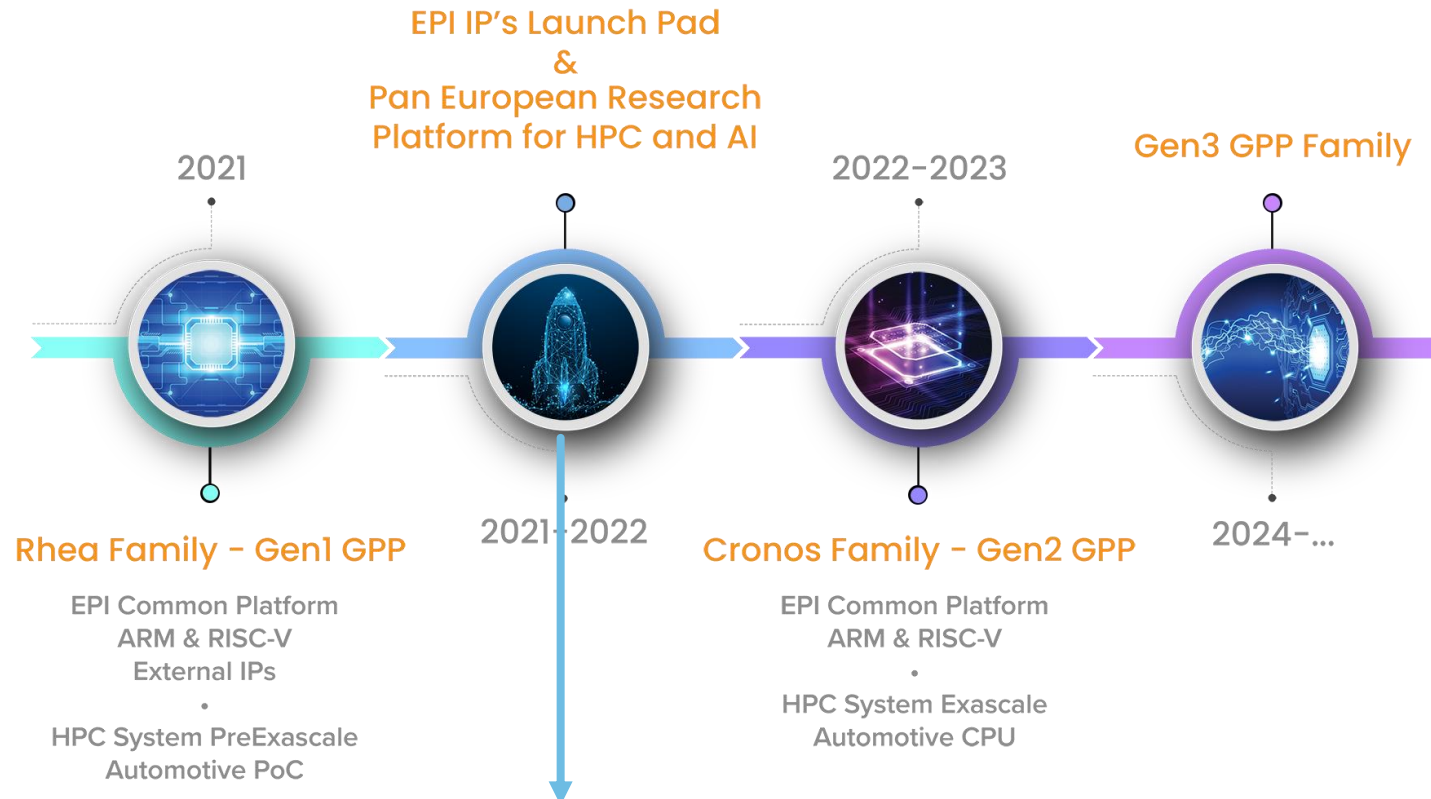 2021
Rhea Family - Gen1 GPP
EPI Common Platform
ARM & RISC-V
External IPs
•
HPC System PreExascale
Automotive PoC
EPI IP's Launch Pad
&
Pan European Research
Platform for HPC and AI
2021-2022
2022-2023
Cronos Family - Gen2 GPP
EPI Common Platform
ARM & RISC-V
•
HPC System Exascale
Automotive CPU
Gen3 GPP Family
2024-...